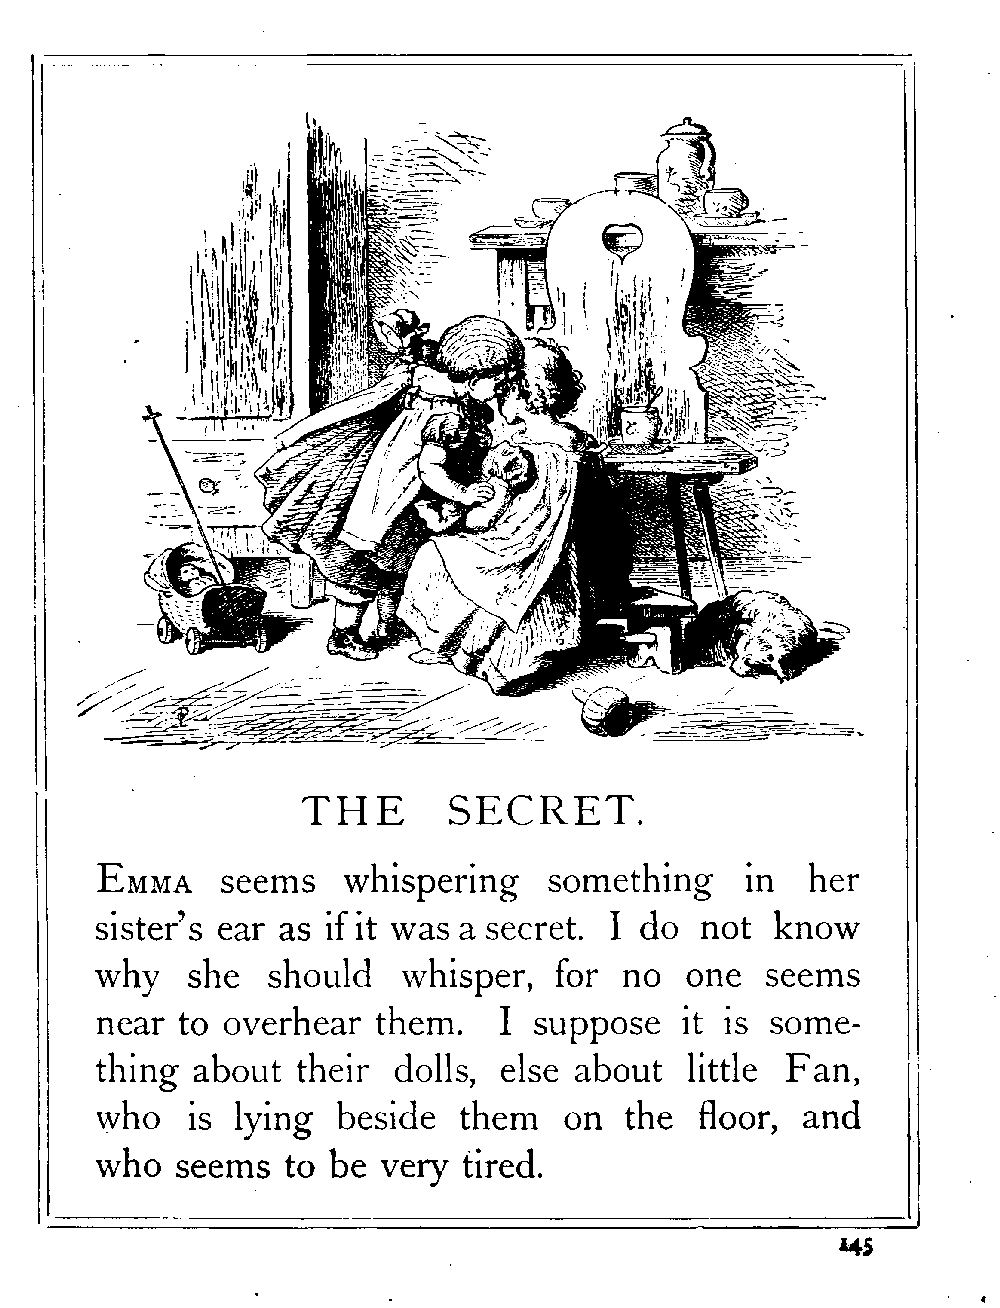 THE SECRET.
EMMA seems whispering something in her
sister's ear as if it was a secret. I do not know
why she should whisper, for no one seems
near to overhear them. I suppose it is some-
thing about their dolls, else about little Fan,
who is lying beside them on the floor, and
who seems to be very tired.
145